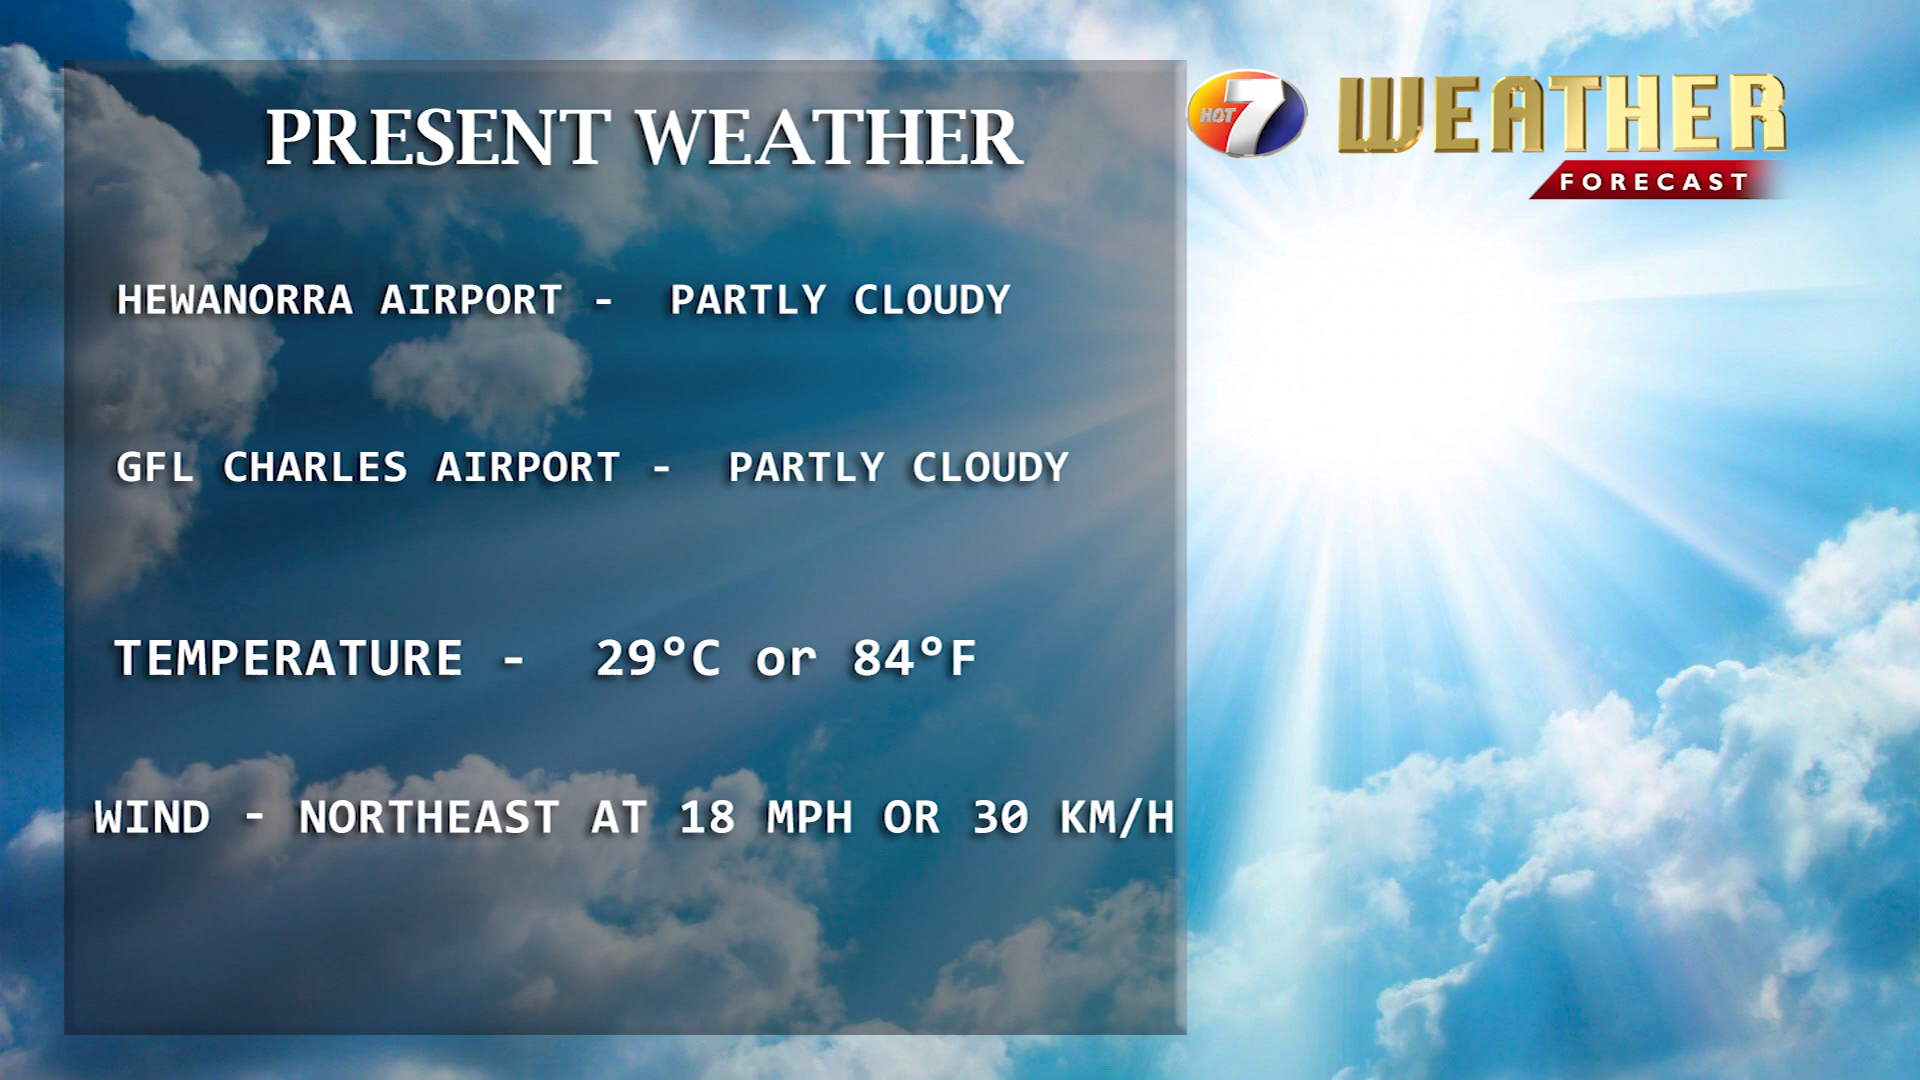 PRESENT WEATHER
HOT 7 WEATHER
FORECAST
HEWANORRA AIRPORT - PARTLY CLOUDY
GFL CHARLES AIRPORT - PARTLY CLOUDY
TEMPERATURE - 29°C or 84°F
WIND - NORTHEAST AT 18 MPH OR 30 KM/H